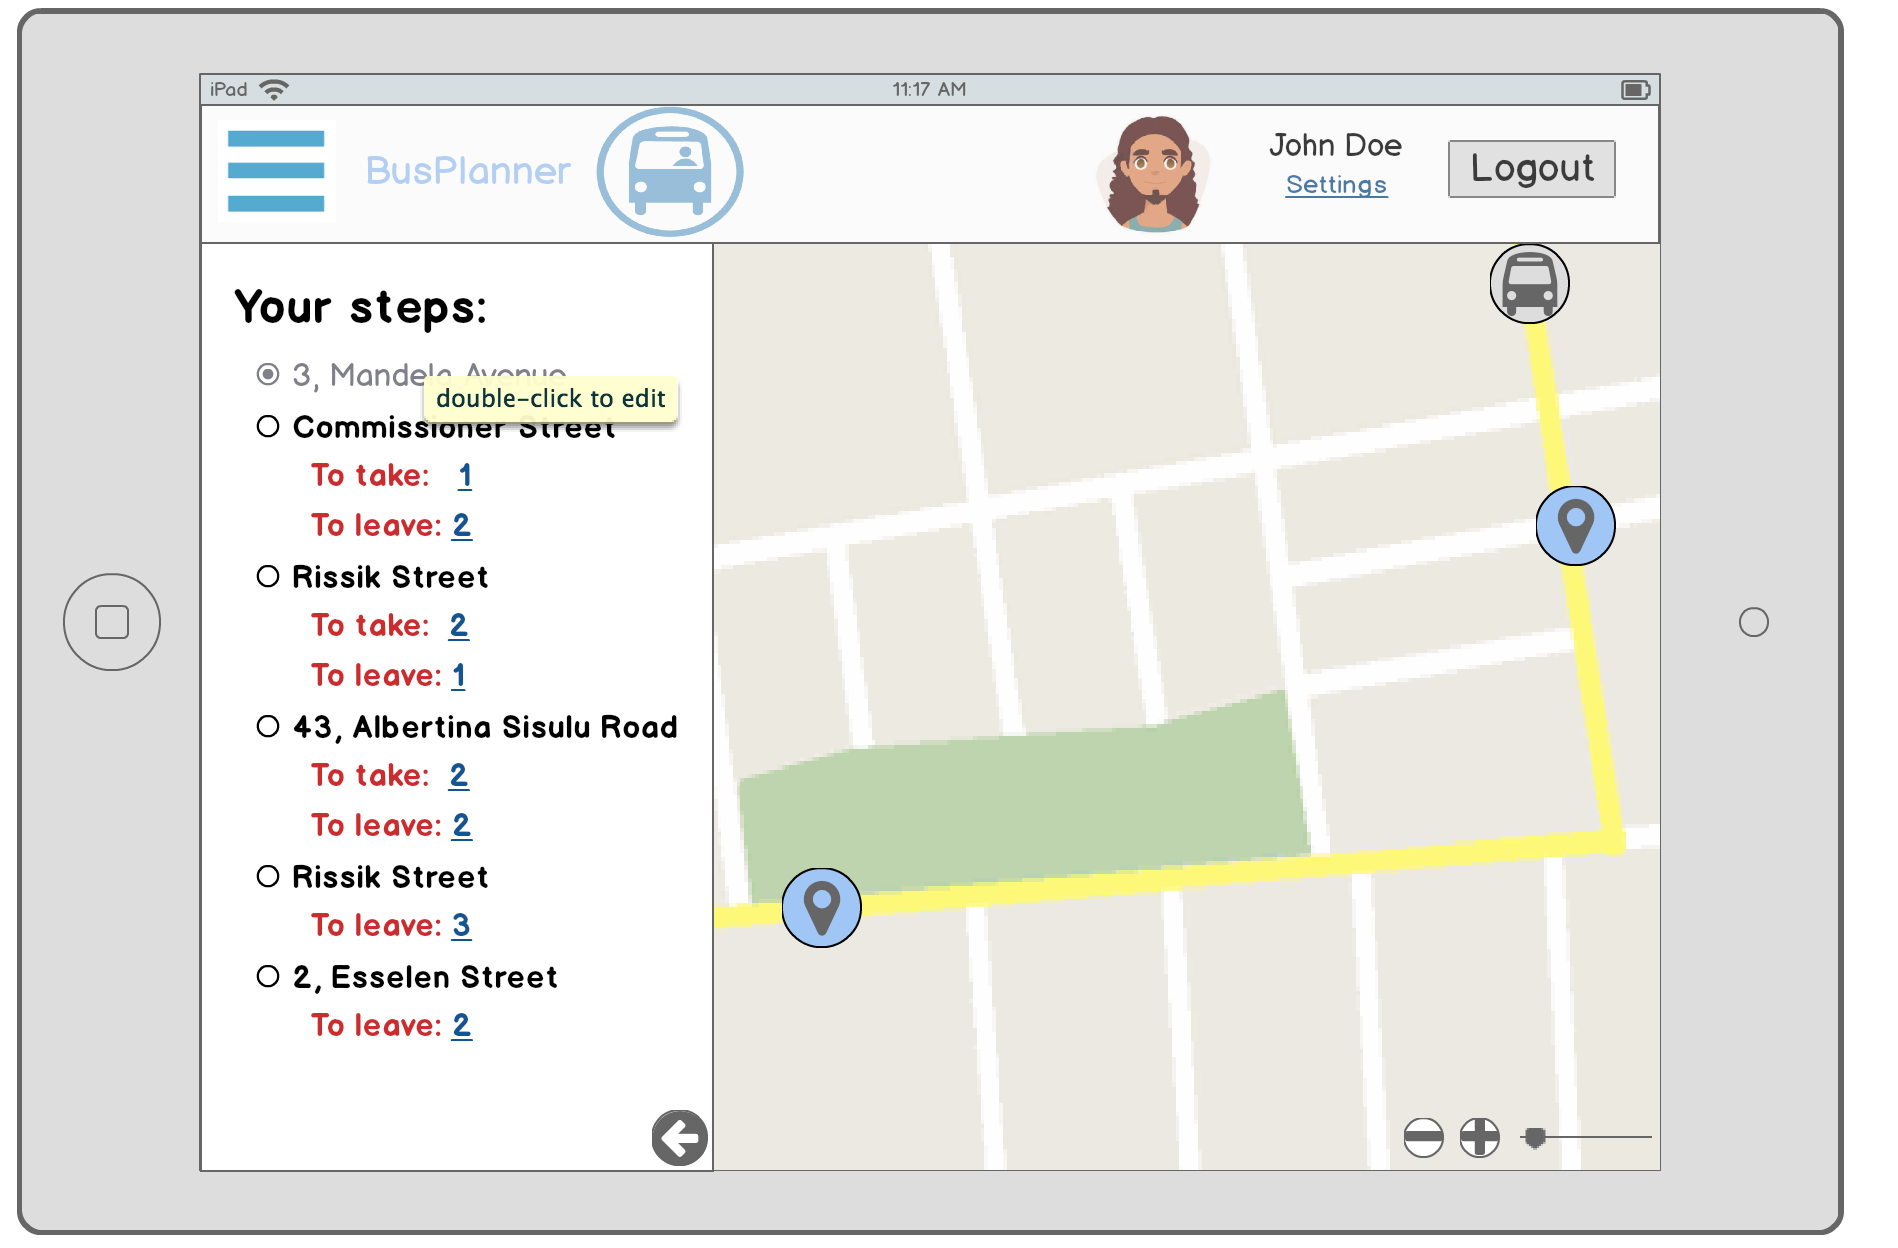 iPad
11:17 AM
BusPlanner
John Doe
Settings
Logout
Your steps:
3, Mandela Avenue
double-click to edit
Commissioner Street
To take: 1
To leave: 2
Rissik Street
To take: 2
To leave: 1
43, Albertina Sisulu Road
To take: 2
To leave: 2
Rissik Street
To leave: 3
2, Esselen Street
To leave: 2